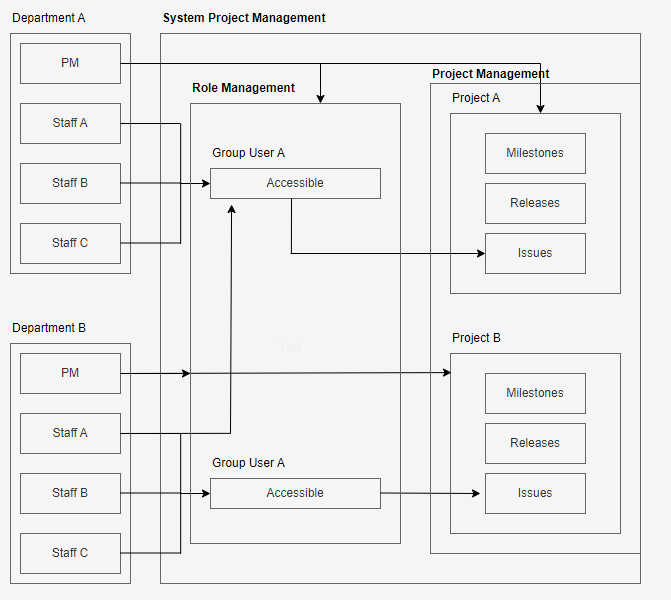 Department A
System Project Management
PM
Project Management
Role Management
Project A
Staff A
Group User A
Milestones
Staff B
Accessible
Releases
Staff C
Issues
Department B
Project B
PM
Milestones
Staff A
Releases
Group User A
Staff B
Accessible
Issues
Staff C